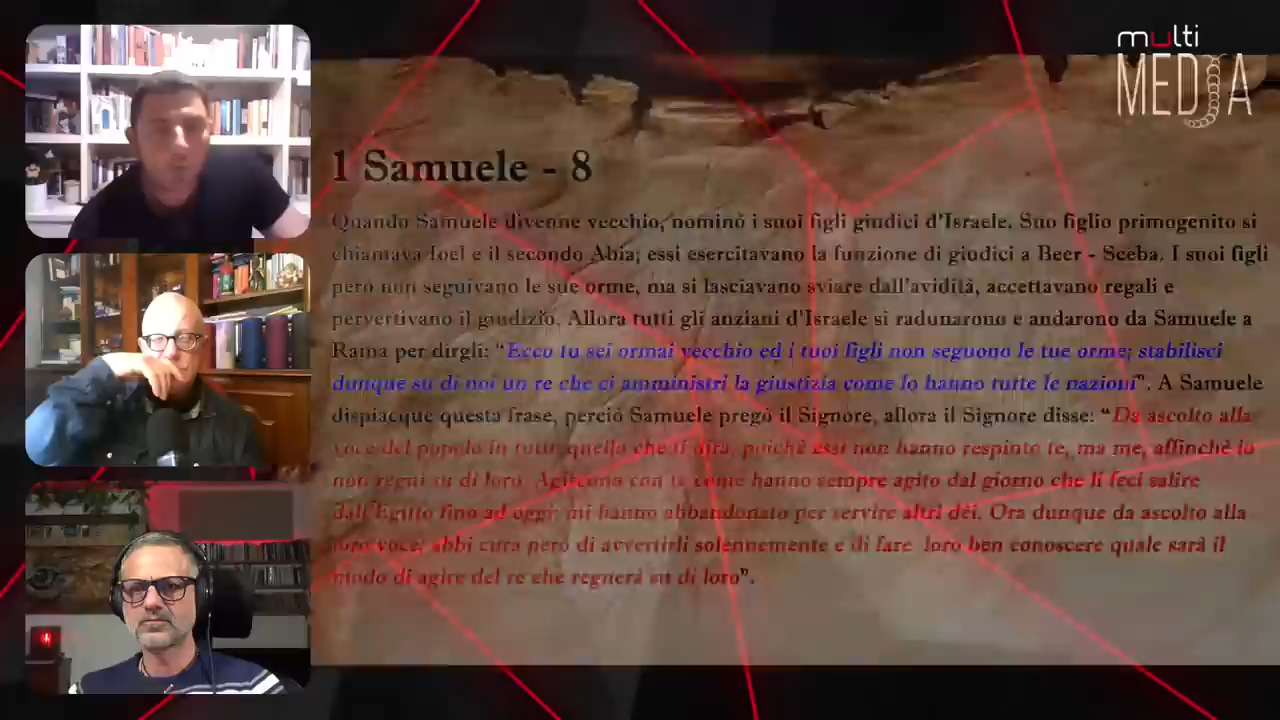 multi
MEDIA
1 Samuele - 8
Quando Samuele divenne vecchio, nominò i suoi figli giudici d'Israele. Suo figlio primogenito si
chiamava Joel e il secondo Abia; essi esercitavano la funzione di giudici a Beer - Sceba. I suoi figli
però non seguivano le sue orme, ma si lasciavano sviare dall'avidità, accettavano regali e
pervertivano il giudizio. Allora tutti gli anziani d'Israele si radunarono e andarono da Samuele a
Rama per dirgli: "Ecco tu sei ormai vecchio ed i tuoi figli non seguono le tue orme; stabilisci
dunque su di noi un re che ci amministri la giustizia come lo hanno tutte le nazioni". A Samuele
dispiacque questa frase, perciò Samuele pregò il Signore, allora il Signore disse: "Da ascolto alla
voce del popolo in tutto quello che ti dira, poichè essi non hanno respinto te, ma me, affinchè io
non regni su di loro. Agiscono con te come hanno sempre agito dal giorno che li feci salire
dall'Egitto fino ad oggi: mi hanno abbandonato per servire altri dèi. Ora dunque da ascolto alla
loro voce; abbi cura però di avvertirli solennemente e di fare loro ben conoscere quale sarà il
modo di agire del re che regnerà su di loro".